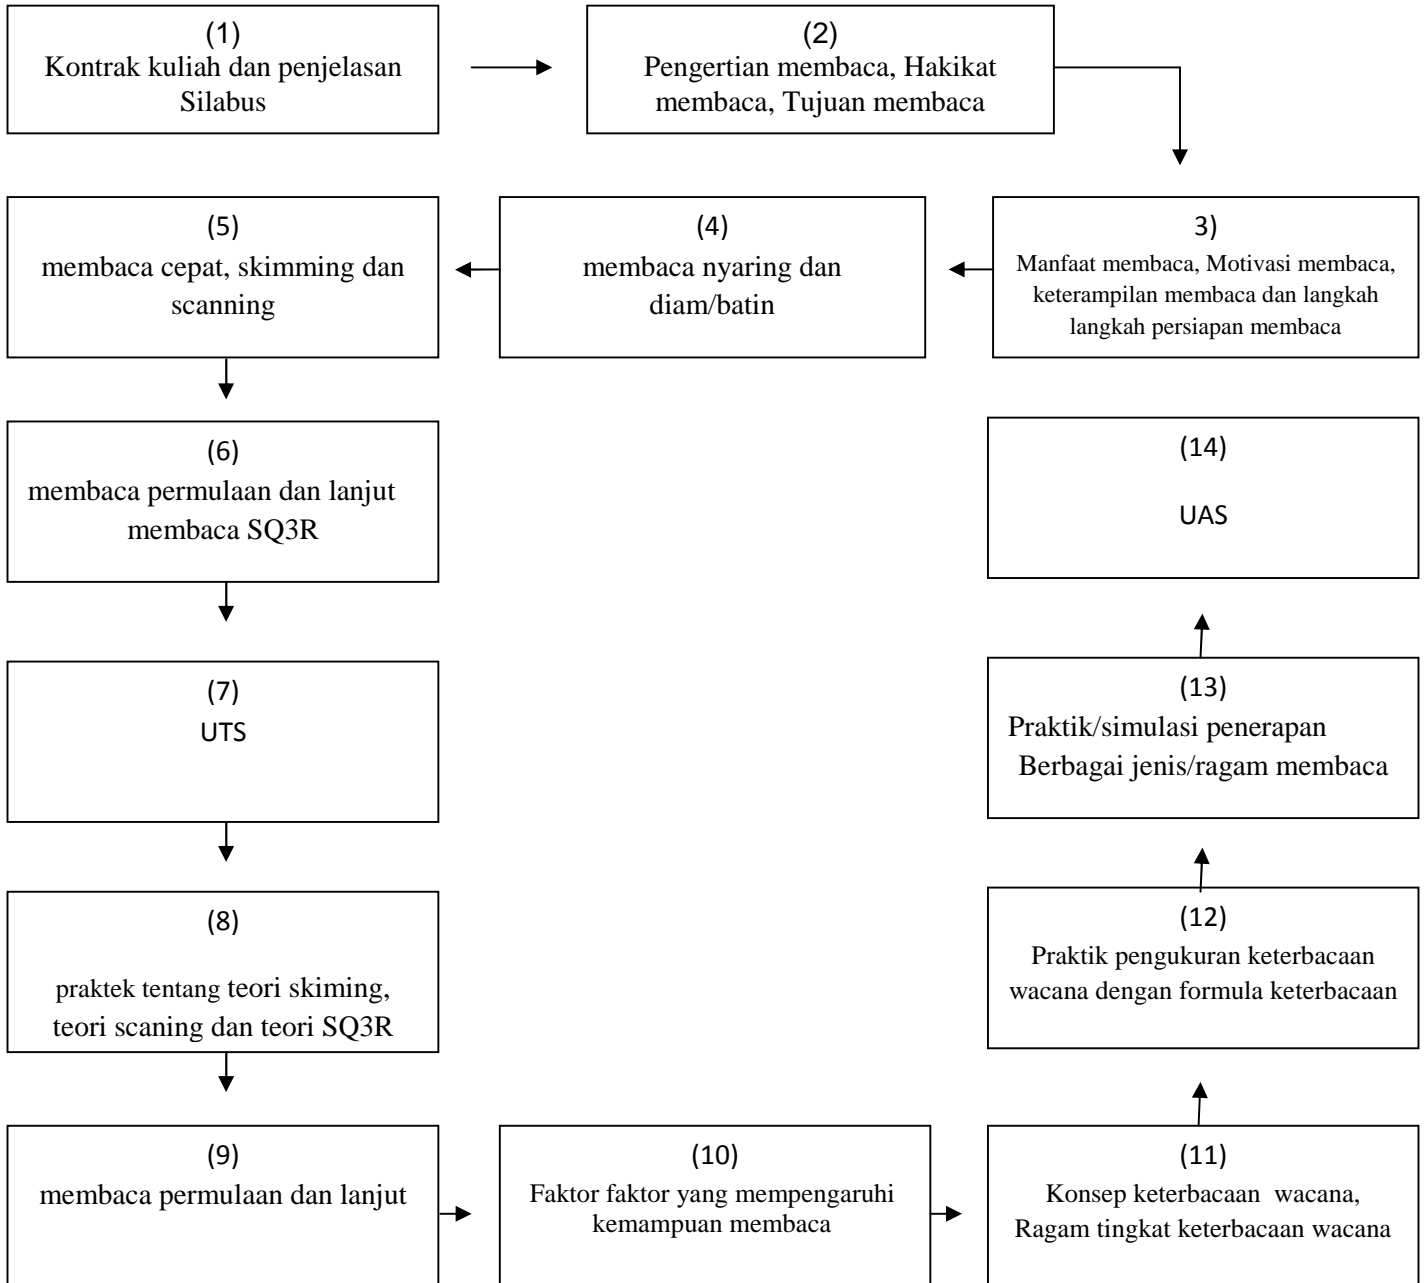 (1)
Kontrak kuliah dan penjelasan
Silabus
(2)
Pengertian membaca, Hakikat
membaca, Tujuan membaca
3)
Manfaat membaca, Motivasi membaca,
keterampilan membaca dan langkah
langkah persiapan membaca
(4)
membaca nyaring dan
diam/batin
(5)
membaca cepat, skimming dan
scanning
(6)
membaca permulaan dan lanjut
membaca SQ3R
(7)
UTS
(8)
praktek tentang teori skiming,
teori scaning dan teori SQ3R
(9)
membaca permulaan dan lanjut
(10)
Faktor faktor yang mempengaruhi
kemampuan membaca
(11)
Konsep keterbacaan wacana,
Ragam tingkat keterbacaan wacana
(12)
Praktik pengukuran keterbacaan
wacana dengan formula keterbacaan
(13)
Praktik/simulasi penerapan
Berbagai jenis/ragam membaca
(14)
UAS